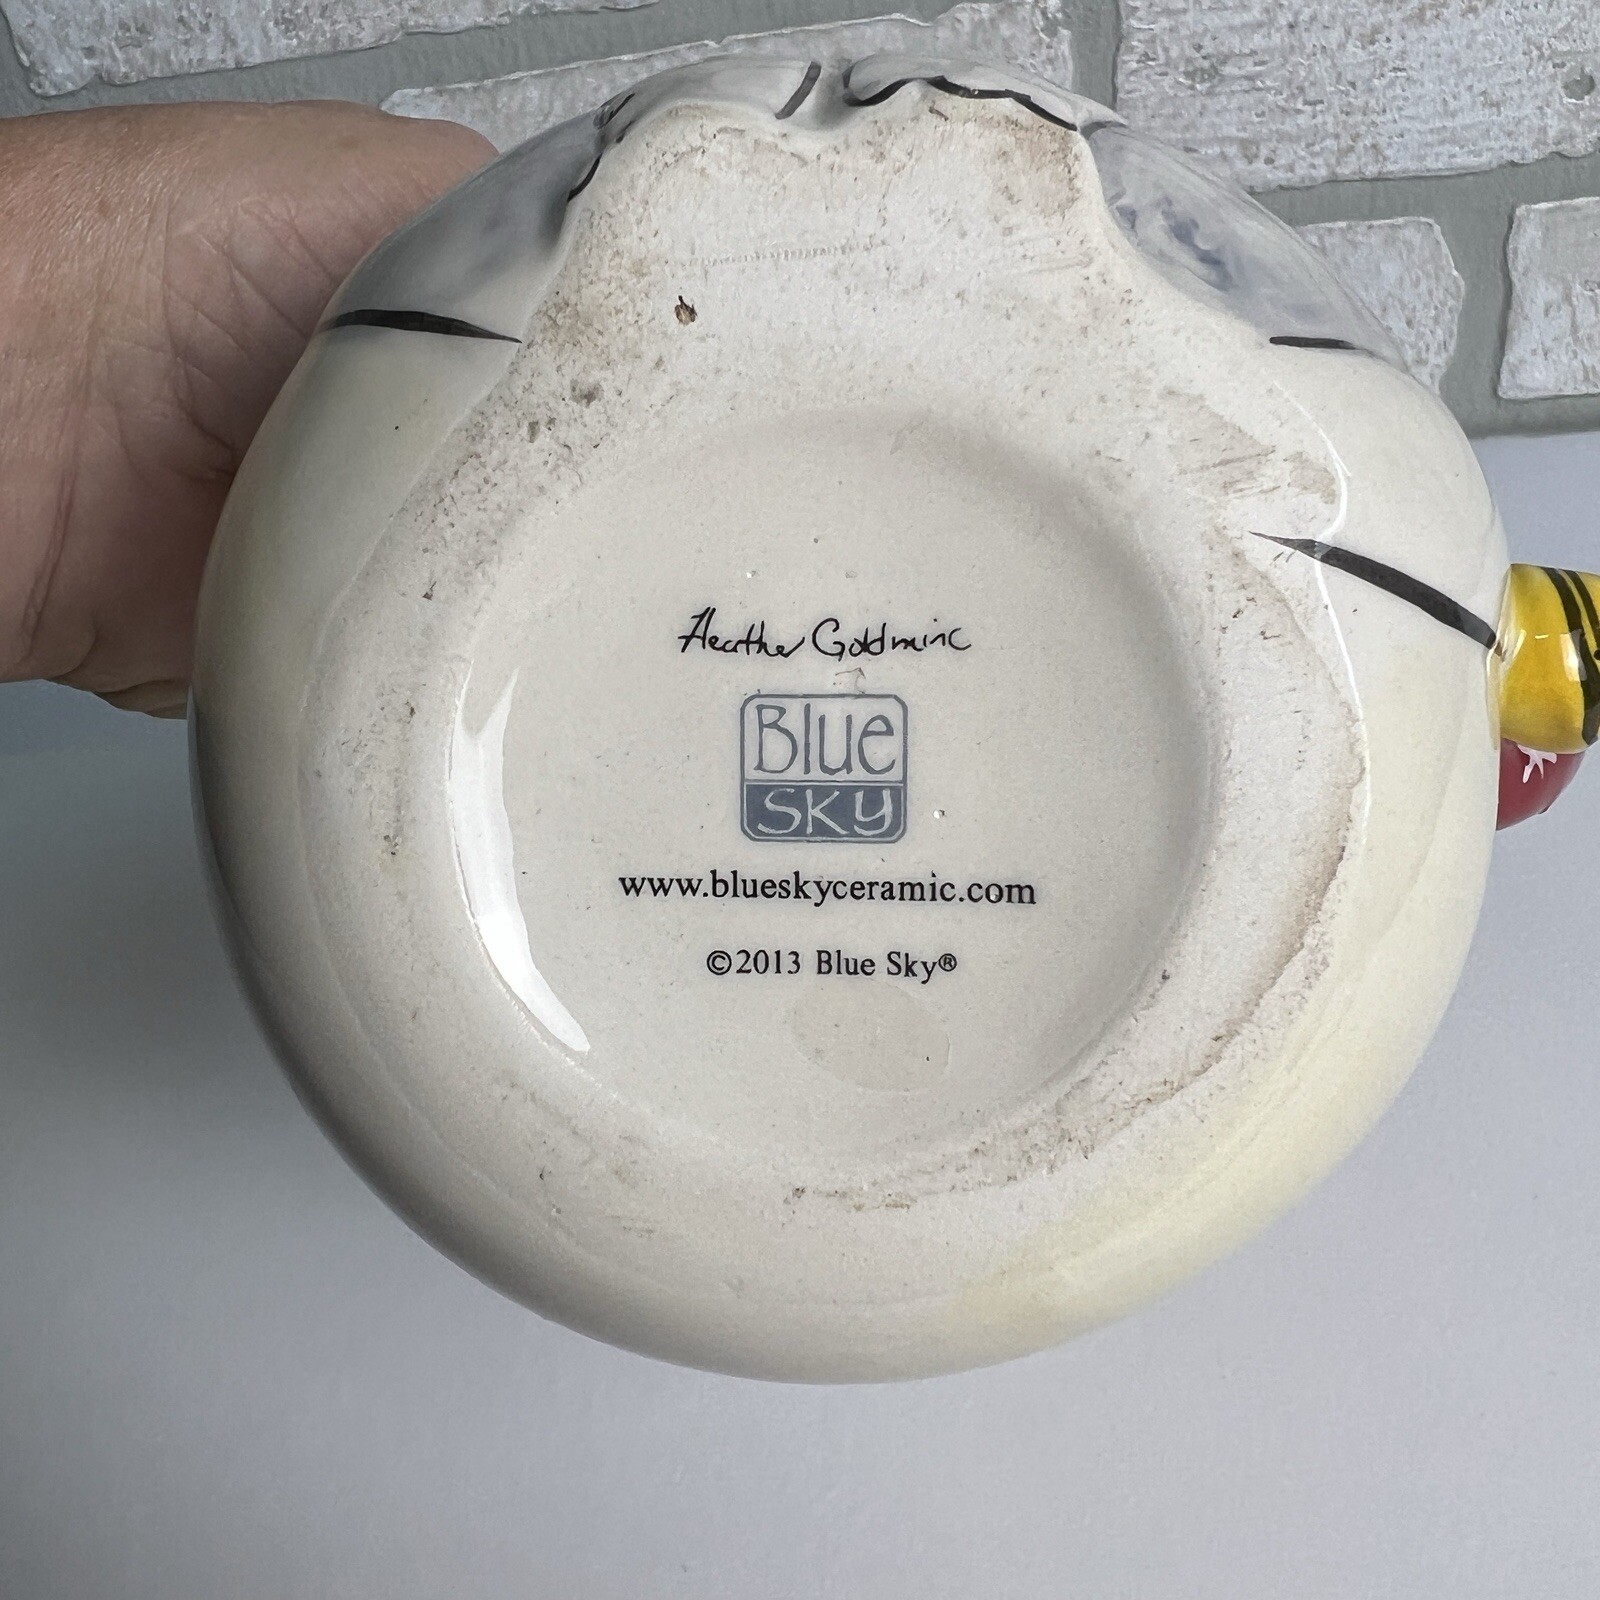 Heather Goldminc
Blue
SKY
www.blueskyceramic.com
©2013 Blue Sky®